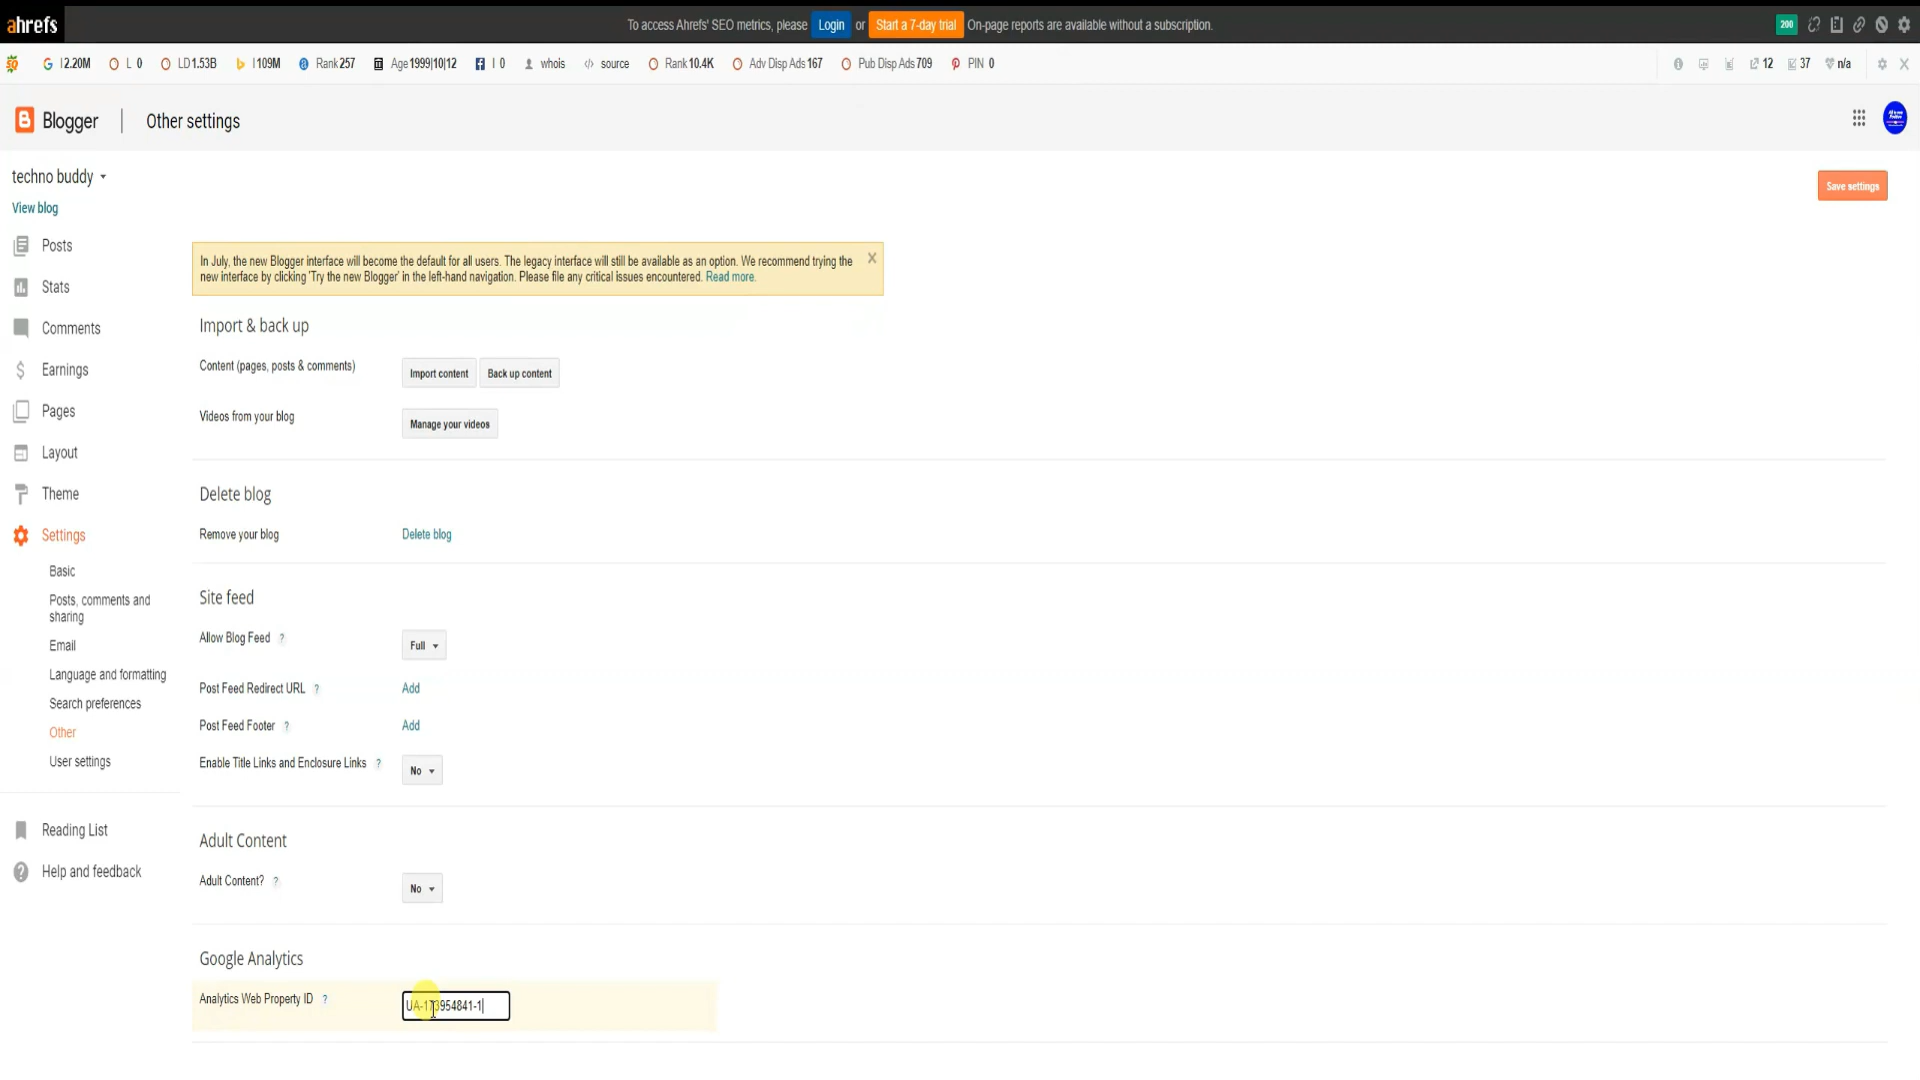 ahrefs
To access Ahrefs' SEO metrics, please Login or Start a 7-day trial On-page reports are available without a subscription.
200
I 2.20M L 0 LD 1.53B I 109M Rank 257 Age 1999|10|12 I 0 whois source Rank 10.4K Adv Disp Ads 167 Pub Disp Ads 709 PIN 0 12 37 n/a
Blogger Other settings
techno buddy
Save settings
View blog
Posts
Stats
Comments
Earnings
Pages
Layout
Theme
Settings
Basic
Posts, comments and
sharing
Email
Language and formatting
Search preferences
Other
User settings
Reading List
Help and feedback
In July, the new Blogger interface will become the default for all users. The legacy interface will still be available as an option. We recommend trying the
new interface by clicking 'Try the new Blogger' in the left-hand navigation. Please file any critical issues encountered. Read more.
Import & back up
Content (pages, posts & comments) Import content Back up content
Videos from your blog Manage your videos
Delete blog
Remove your blog Delete blog
Site feed
Allow Blog Feed ? Full
Post Feed Redirect URL ? Add
Post Feed Footer ? Add
Enable Title Links and Enclosure Links ? No
Adult Content
Adult Content? ? No
Google Analytics
Analytics Web Property ID ? UA-173954841-1